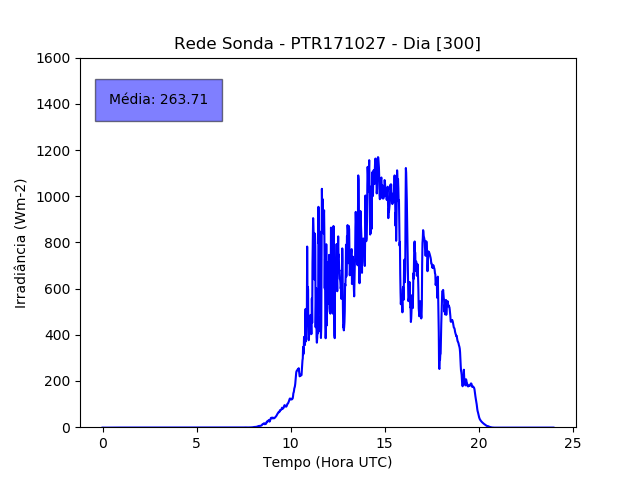 Rede Sonda - PTR171027 - Dia [300]
1600
1400
1200
1000
800
600
400
200
0
Média: 263.71
Irradiância (Wm-2)
0 5 10 15 20 25
Tempo (Hora UTC)